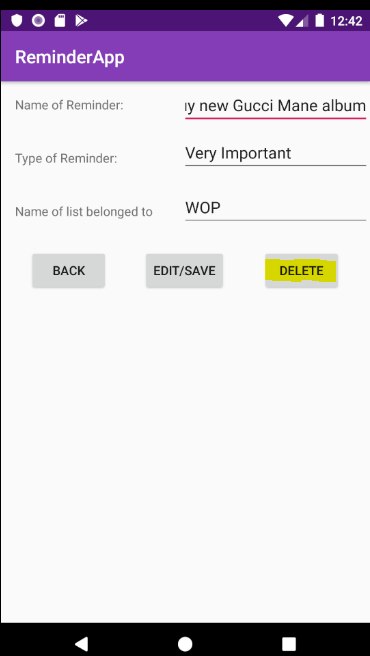 12:42
ReminderApp
Name of Reminder: new Gucci Mane album
Type of Reminder: Very Important
Name of list belonged to WOP
BACK EDIT/SAVE DELETE